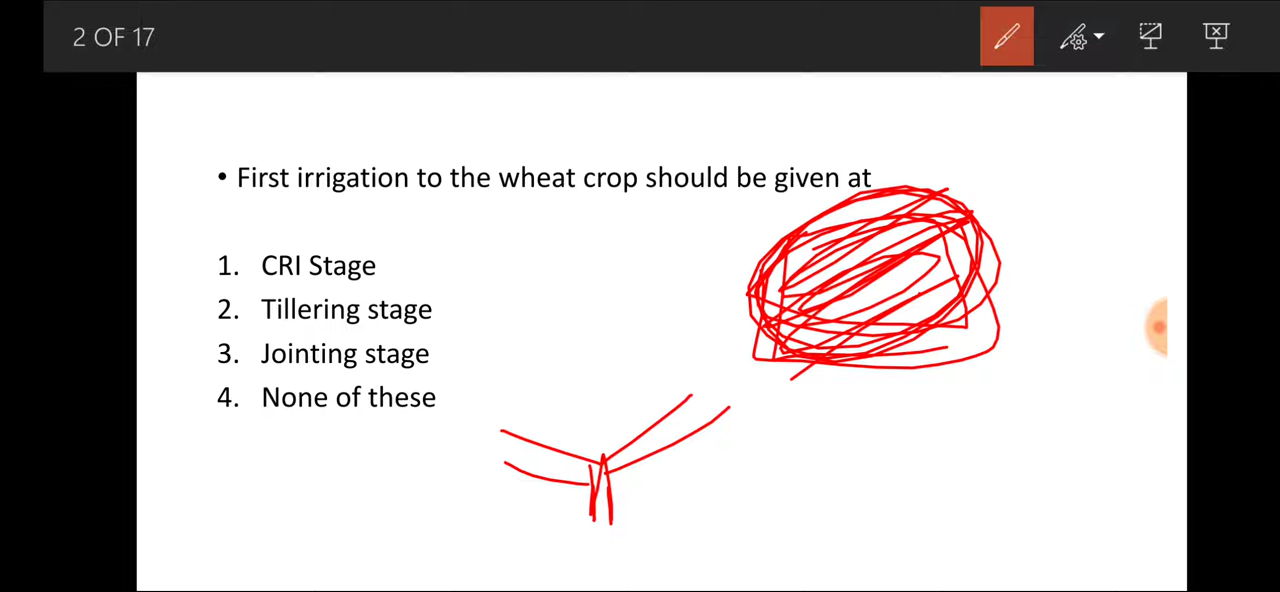 2 OF 17
• First irrigation to the wheat crop should be given at
1. CRI Stage
2. Tillering stage
3. Jointing stage
4. None of these